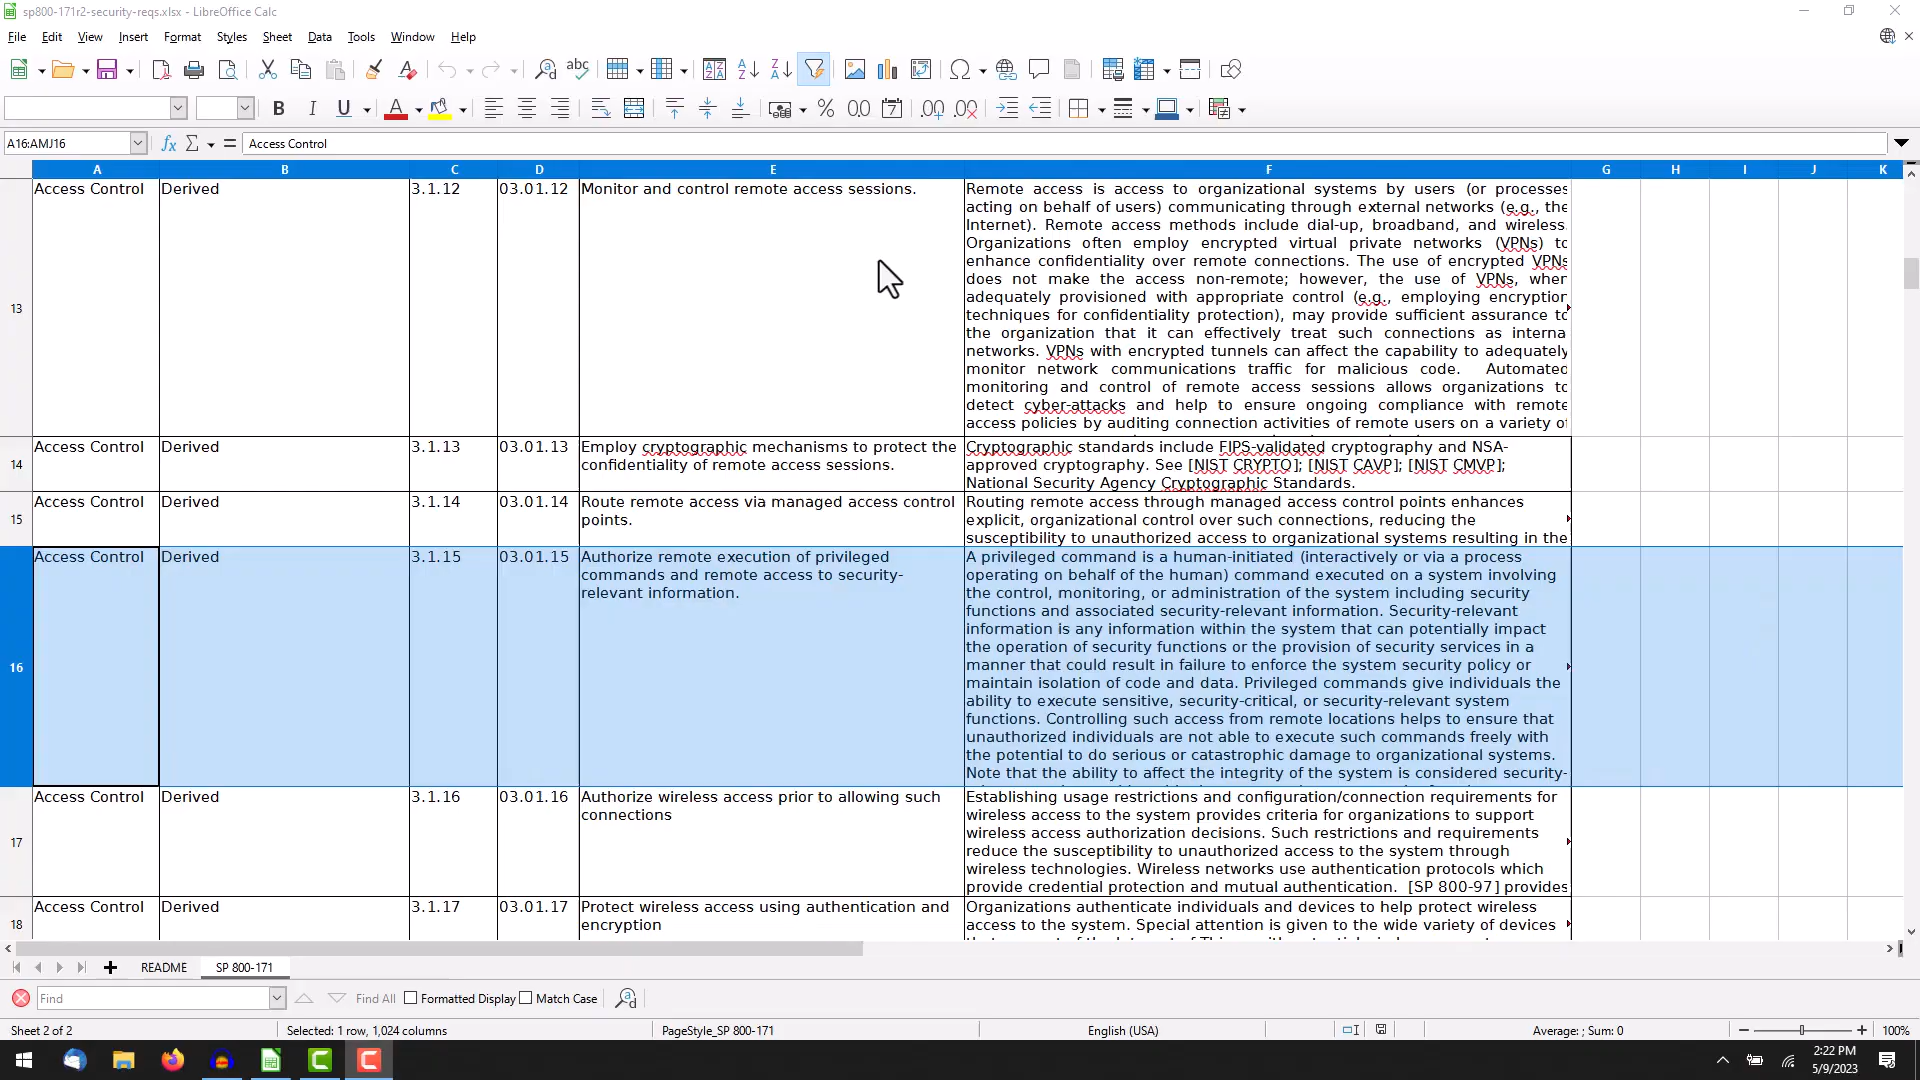 sp800-171r2-security-reqs.xlsx - LibreOffice Calc
File Edit View Insert Format Styles Sheet Data Tools Window Help
A16:AMJ16
Access Control
A B C D E F G H I J K
13
Access Control
Derived
3.1.12
03.01.12
Monitor and control remote access sessions.
Remote access is access to organizational systems by users (or processes
acting on behalf of users) communicating through external networks (e.g., the
Internet). Remote access methods include dial-up, broadband, and wireless.
Organizations often employ encrypted virtual private networks (VPNs) to
enhance confidentiality over remote connections. The use of encrypted VPNs
does not make the access non-remote; however, the use of VPNs, when
adequately provisioned with appropriate control (e.g., employing encryption
techniques for confidentiality protection), may provide sufficient assurance to
the organization that it can effectively treat such connections as interna
networks. VPNs with encrypted tunnels can affect the capability to adequately
monitor network communications traffic for malicious code. Automated
monitoring and control of remote access sessions allows organizations to
detect cyber-attacks and help to ensure ongoing compliance with remote
access policies by auditing connection activities of remote users on a variety of
14
Access Control
Derived
3.1.13
03.01.13
Employ cryptographic mechanisms to protect the
confidentiality of remote access sessions.
Cryptographic standards include FIPS-validated cryptography and NSA-
approved cryptography. See [NIST CRYPTO]; [NIST CAVP]; [NIST CMVP];
National Security Agency Cryptographic Standards.
15
Access Control
Derived
3.1.14
03.01.14
Route remote access via managed access control
points.
Routing remote access through managed access control points enhances
explicit, organizational control over such connections, reducing the
susceptibility to unauthorized access to organizational systems resulting in the
16
Access Control
Derived
3.1.15
03.01.15
Authorize remote execution of privileged
commands and remote access to security-
relevant information.
A privileged command is a human-initiated (interactively or via a process
operating on behalf of the human) command executed on a system involving
the control, monitoring, or administration of the system including security
functions and associated security-relevant information. Security-relevant
information is any information within the system that can potentially impact
the operation of security functions or the provision of security services in a
manner that could result in failure to enforce the system security policy or
maintain isolation of code and data. Privileged commands give individuals the
ability to execute sensitive, security-critical, or security-relevant system
functions. Controlling such access from remote locations helps to ensure that
unauthorized individuals are not able to execute such commands freely with
the potential to do serious or catastrophic damage to organizational systems.
Note that the ability to affect the integrity of the system is considered security-
17
Access Control
Derived
3.1.16
03.01.16
Authorize wireless access prior to allowing such
connections
Establishing usage restrictions and configuration/connection requirements for
wireless access to the system provides criteria for organizations to support
wireless access authorization decisions. Such restrictions and requirements
reduce the susceptibility to unauthorized access to the system through
wireless technologies. Wireless networks use authentication protocols which
provide credential protection and mutual authentication. [SP 800-97] provides
18
Access Control
Derived
3.1.17
03.01.17
Protect wireless access using authentication and
encryption
Organizations authenticate individuals and devices to help protect wireless
access to the system. Special attention is given to the wide variety of devices
README SP 800-171
Find Find All Formatted Display Match Case
Sheet 2 of 2 Selected: 1 row, 1,024 columns PageStyle_SP 800-171 English (USA) Average: ; Sum: 0 100%
2:22 PM
5/9/2023